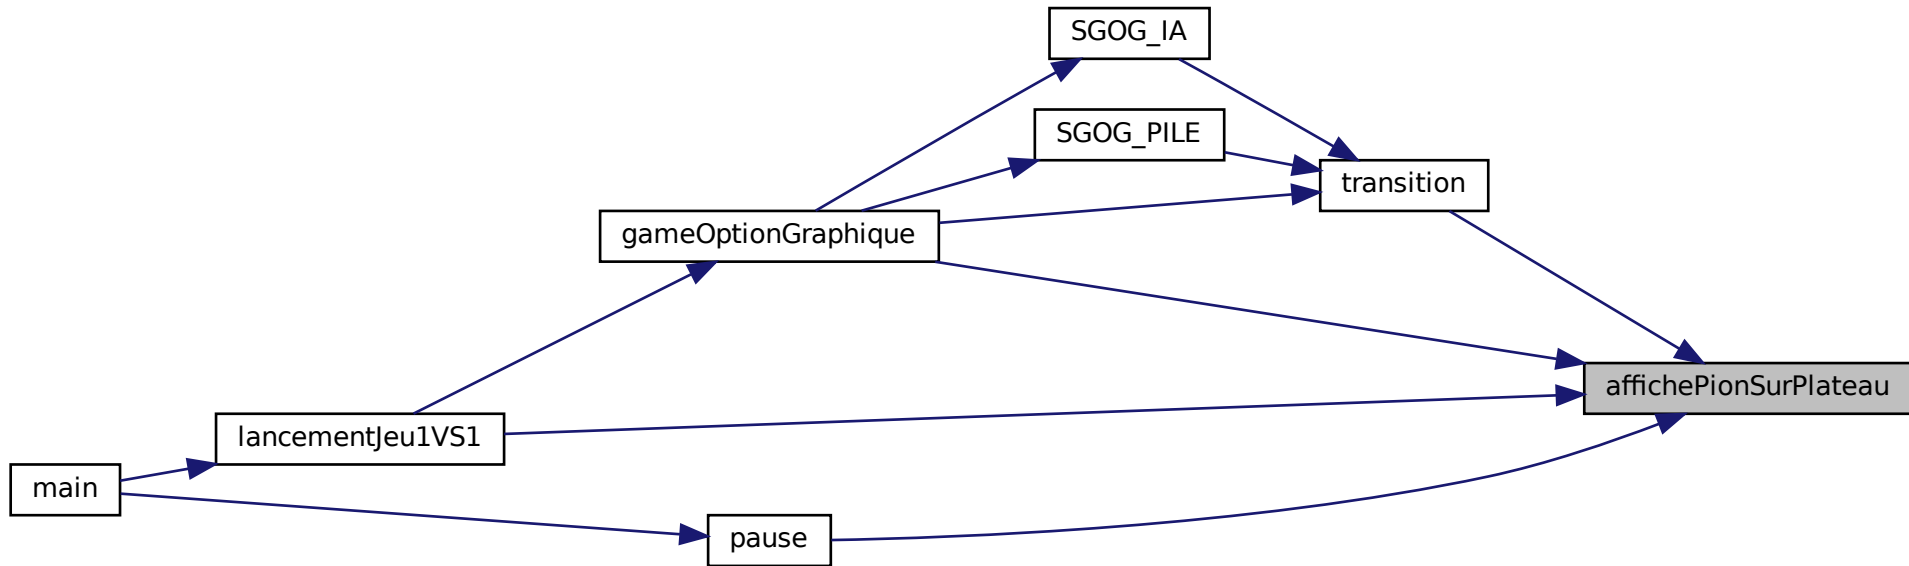 SGOG_IA
SGOG_PILE
transition
gameOptionGraphique
affichePionSurPlateau
lancementJeu1VS1
main
pause